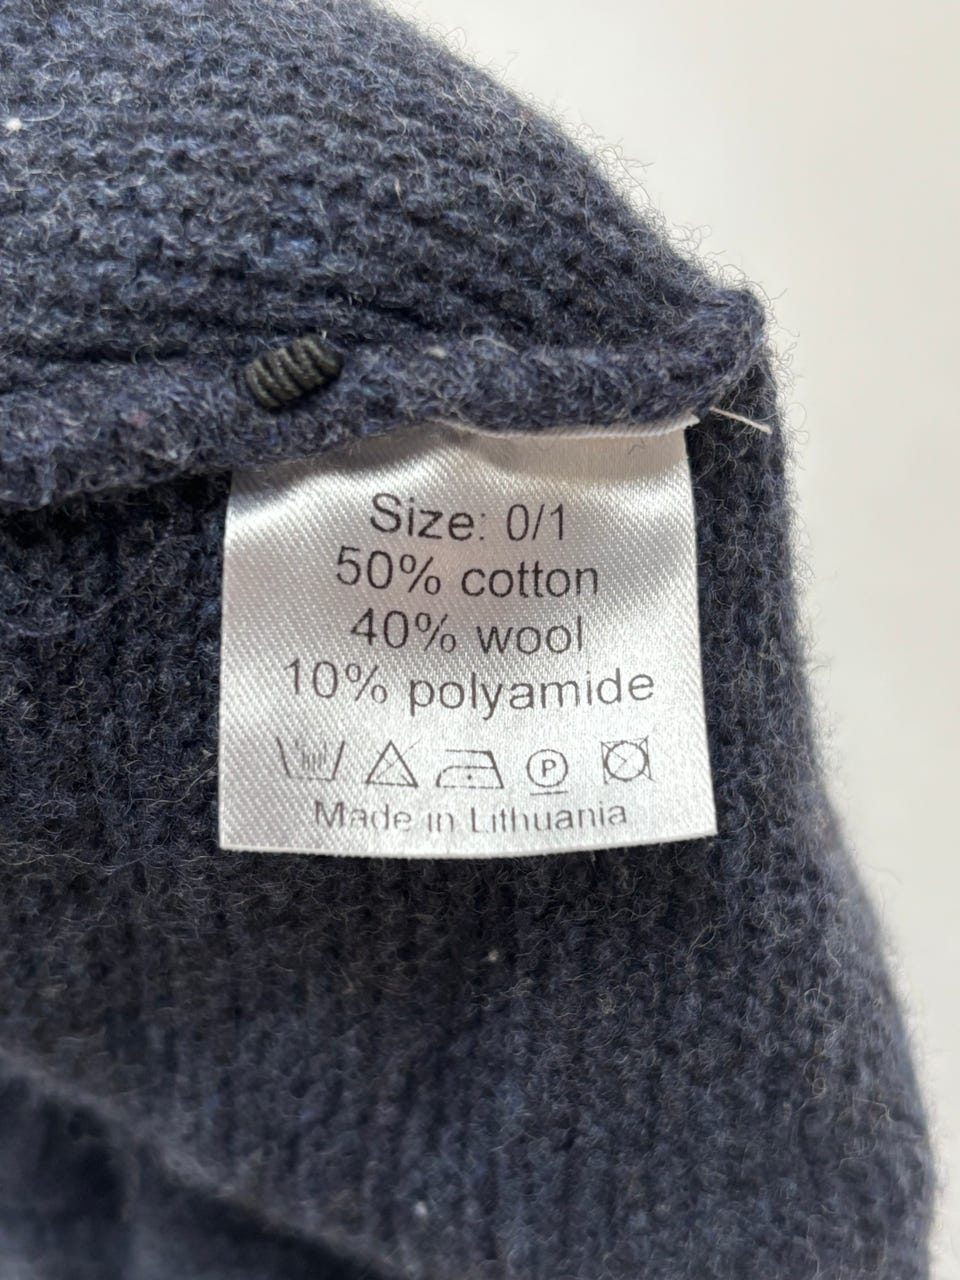 Size: 0/1
50% cotton
40% wool
10% polyamide
P
Made in Lithuania